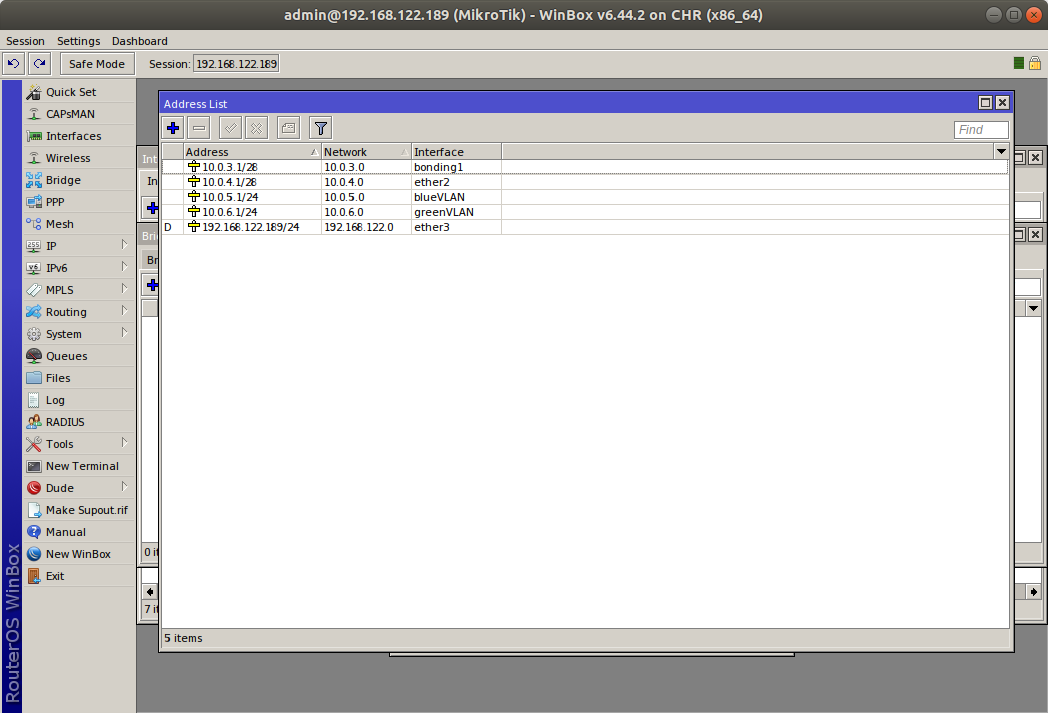 admin@192.168.122.189 (MikroTik) - WinBox v6.44.2 on CHR (x86_64)
Session Settings Dashboard
Safe Mode Session: 192.168.122.189
Quick Set
CAPsMAN
Interfaces
Wireless
Bridge
PPP
Mesh
IP
IPv6
MPLS
Routing
System
Queues
Files
Log
RADIUS
Tools
New Terminal
Dude
Make Supout.rif
Manual
New WinBox
Exit
RouterOS WinBox
Int
In
Bri
Br
0 it
7 it
Address List
Find
Address Network Interface
10.0.3.1/28 10.0.3.0 bonding1
10.0.4.1/28 10.0.4.0 ether2
10.0.5.1/24 10.0.5.0 blueVLAN
10.0.6.1/24 10.0.6.0 greenVLAN
D 192.168.122.189/24 192.168.122.0 ether3
5 items